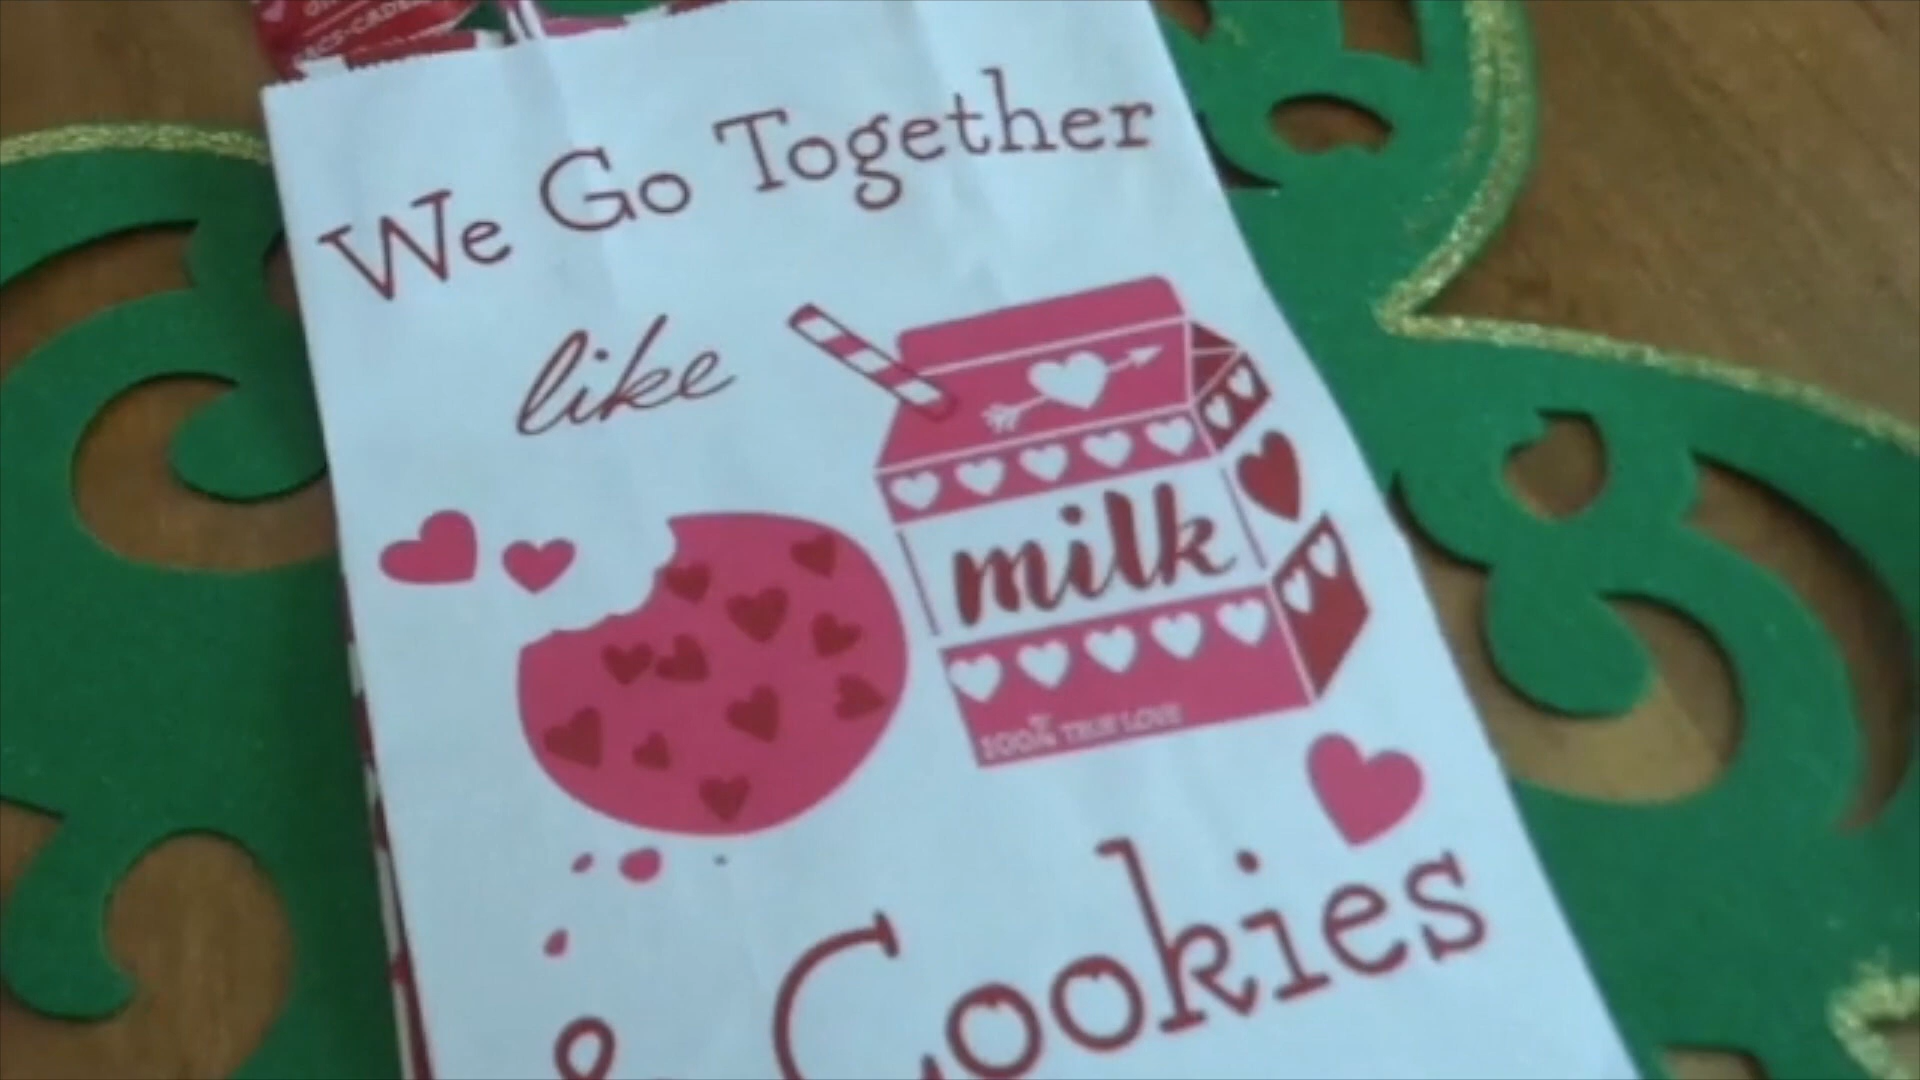 We Go Together
like
milk
100% TRUE LOVE
& Cookies